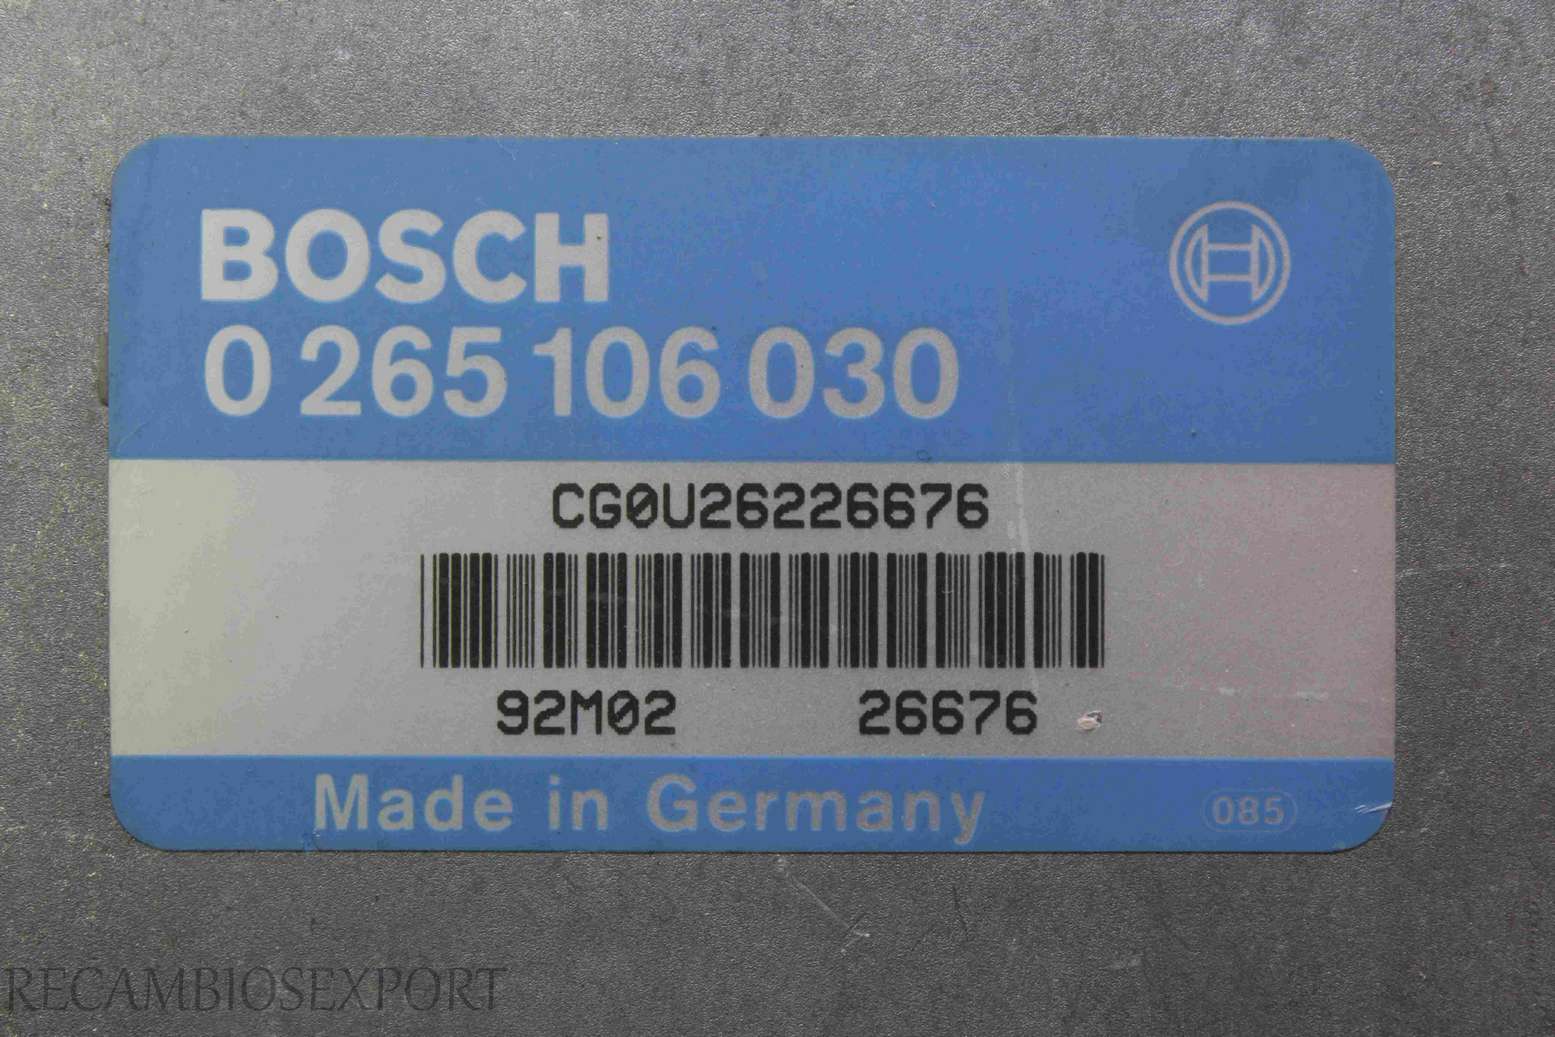 BOSCH
0 265 106 030
CG0U26226676
92M02 26676
Made in Germany 085
RECAMBIOSEXPORT